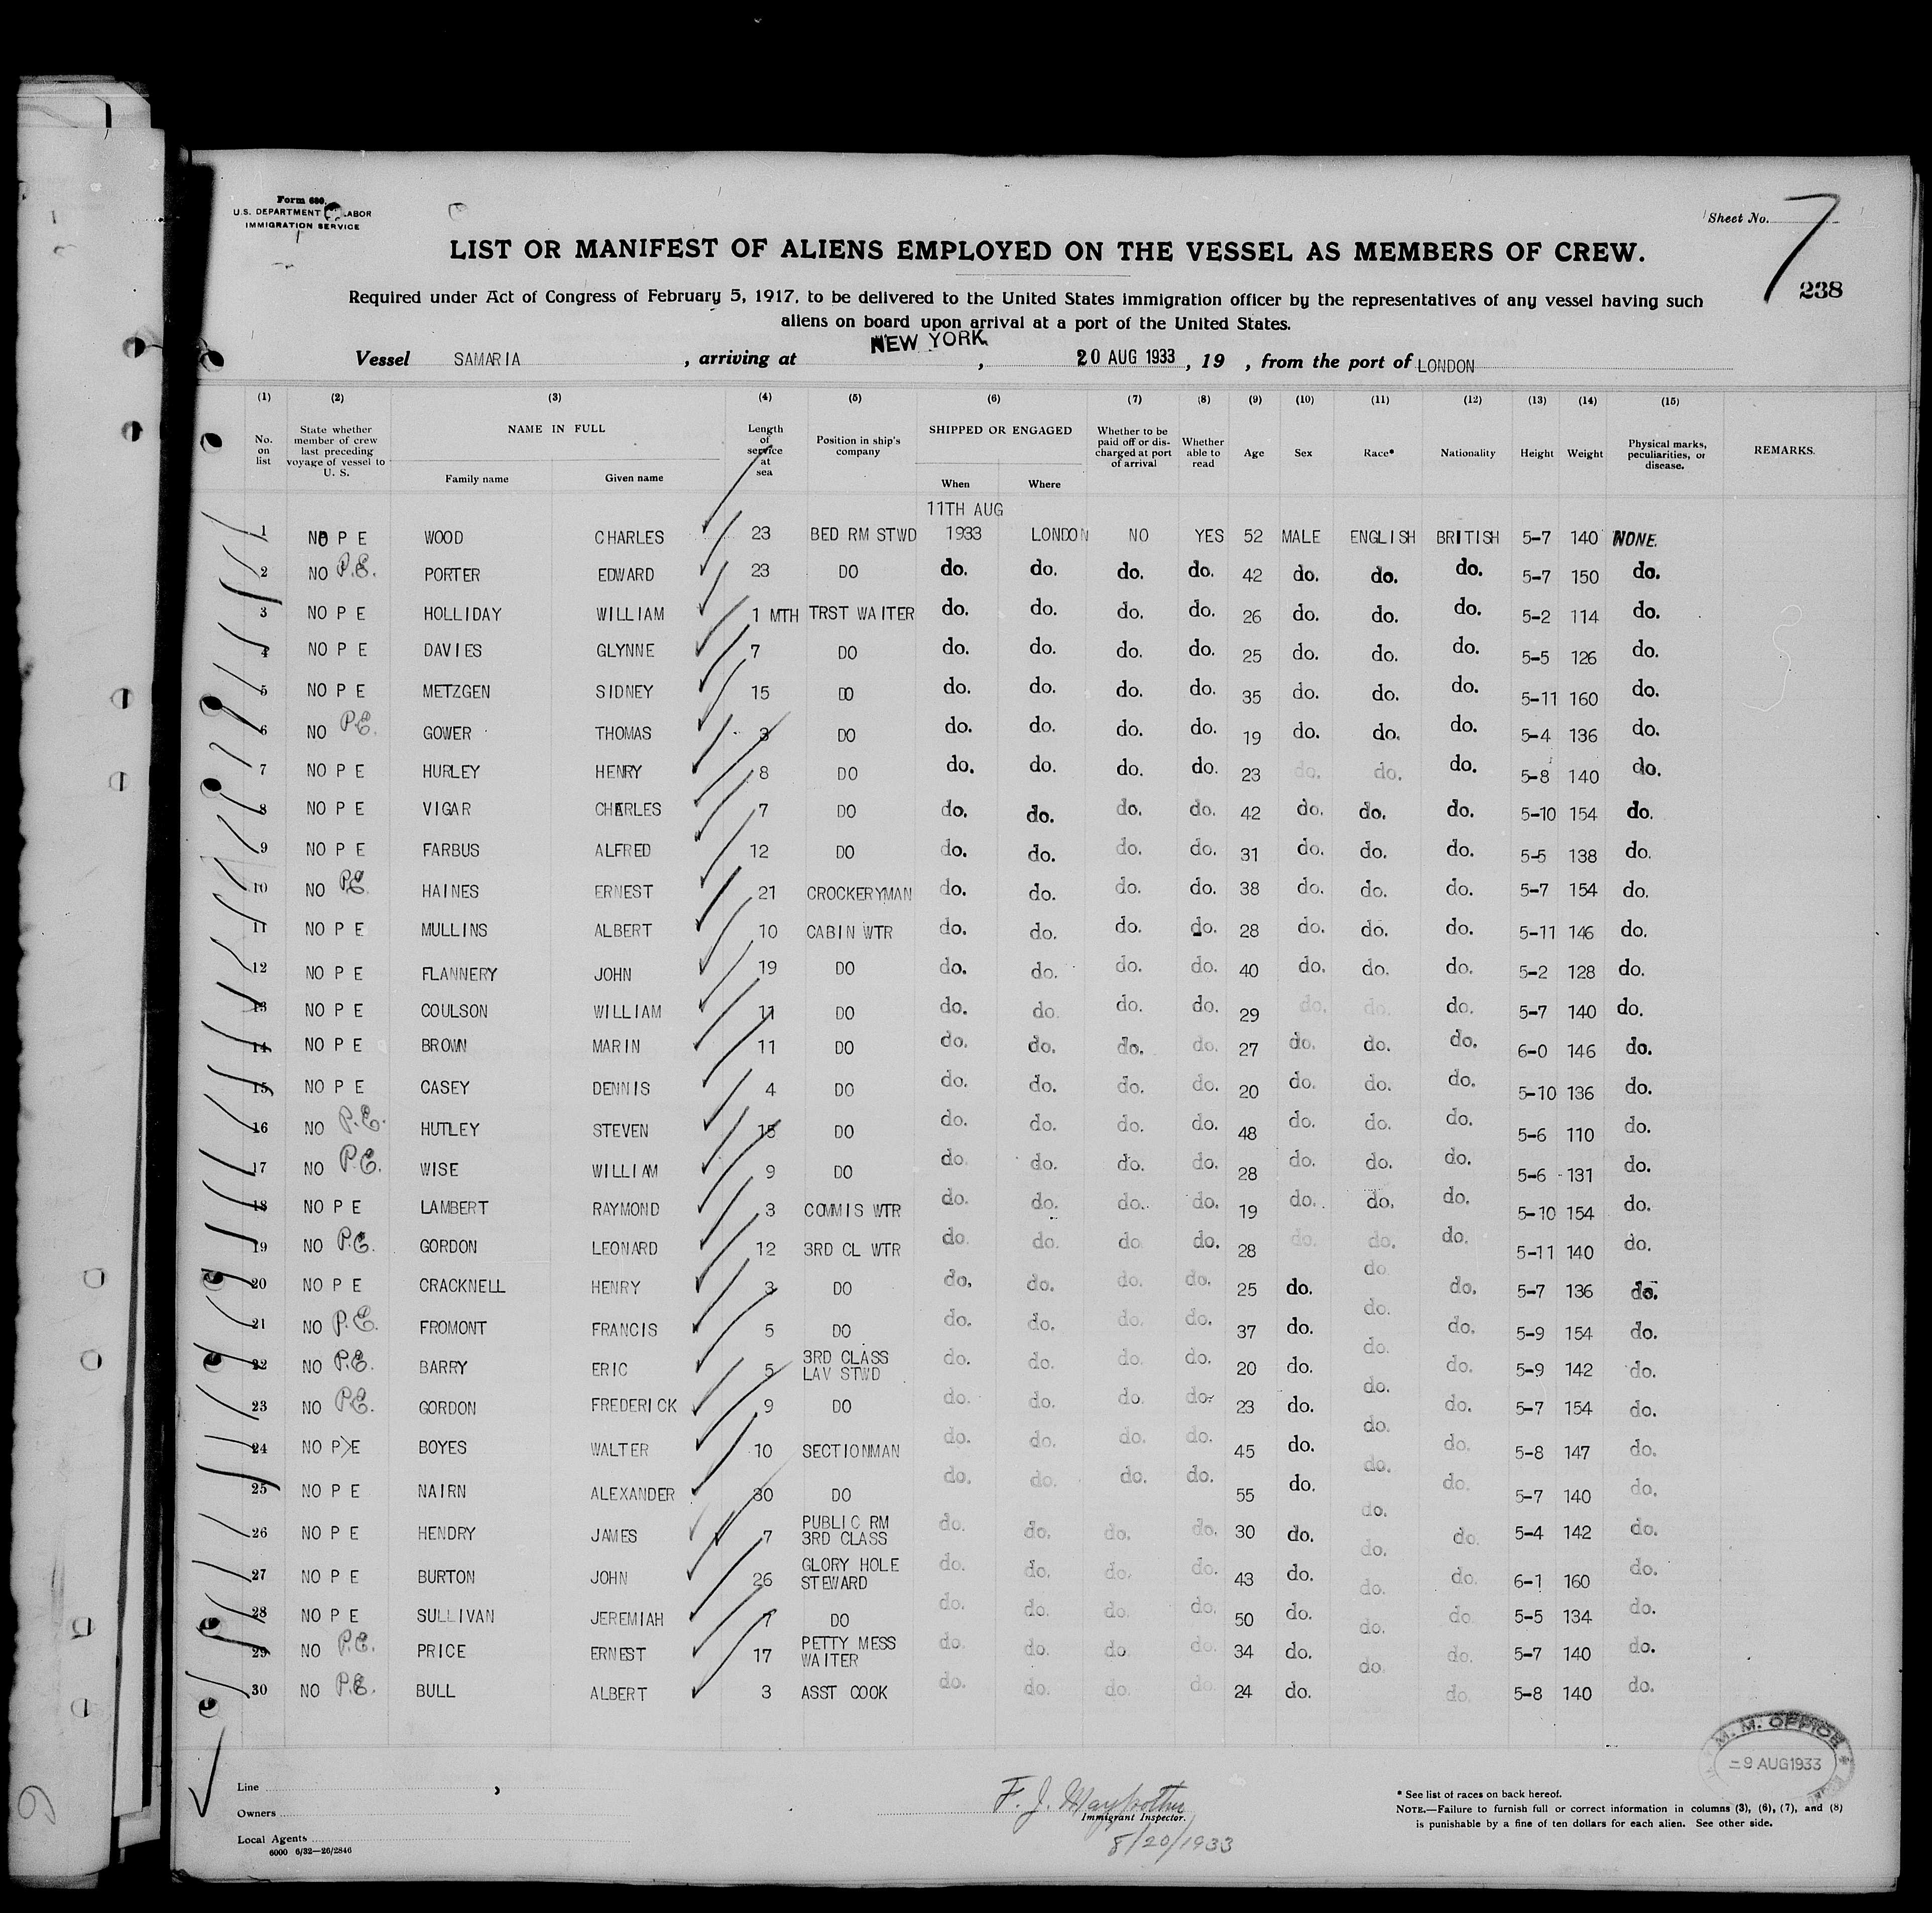 Form 680
U.S. DEPARTMENT LABOR
IMMIGRATION SERVICE
Sheet No. 7
238
LIST OR MANIFEST OF ALIENS EMPLOYED ON THE VESSEL AS MEMBERS OF CREW.
Required under Act of Congress of February 5, 1917, to be delivered to the United States immigration officer by the representatives of any vessel having such
aliens on board upon arrival at a port of the United States.
Vessel SAMARIA, arriving at NEW YORK, 20 AUG 1933, 19 , from the port of LONDON
(1) (2) (3) (4) (5) (6) (7) (8) (9) (10) (11) (12) (13) (14) (15)
No. on list State whether member of crew last preceding voyage of vessel to U. S. NAME IN FULL Family name Given name Length of service at sea Position in ship's company SHIPPED OR ENGAGED When Where Whether to be paid off or discharged at port of arrival Whether able to read Age Sex Race* Nationality Height Weight Physical marks, peculiarities, or disease. REMARKS.
11TH AUG
1 NO P E WOOD CHARLES 23 BED RM STWD 1933 LONDON NO YES 52 MALE ENGLISH BRITISH 5-7 140 NONE.
2 NO P.E. PORTER EDWARD 23 DO do. do. do. do. 42 do. do. do. 5-7 150 do.
3 NO P E HOLLIDAY WILLIAM 1 MTH TRST WAITER do. do. do. do. 26 do. do. do. 5-2 114 do.
4 NO P E DAVIES GLYNNE 7 DO do. do. do. do. 25 do. do. do. 5-5 126 do.
5 NO P E METZGEN SIDNEY 15 DO do. do. do. do. 35 do. do. do. 5-11 160 do.
6 NO P.E. GOWER THOMAS 3 DO do. do. do. do. 19 do. do. do. 5-4 136 do.
7 NO P E HURLEY HENRY 8 DO do. do. do. do. 23 do. do. do. 5-8 140 do.
8 NO P E VIGAR CHARLES 7 DO do. do. do. do. 42 do. do. do. 5-10 154 do.
9 NO P E FARBUS ALFRED 12 DO do. do. do. do. 31 do. do. do. 5-5 138 do.
10 NO P.E. HAINES ERNEST 21 CROCKERYMAN do. do. do. do. 38 do. do. do. 5-7 154 do.
11 NO P E MULLINS ALBERT 10 CABIN WTR do. do. do. do. 28 do. do. do. 5-11 146 do.
12 NO P E FLANNERY JOHN 19 DO do. do. do. do. 40 do. do. do. 5-2 128 do.
13 NO P E COULSON WILLIAM 11 DO do. do. do. do. 29 do. do. do. 5-7 140 do.
14 NO P E BROWN MARIN 11 DO do. do. do. do. 27 do. do. do. 6-0 146 do.
15 NO P E CASEY DENNIS 4 DO do. do. do. do. 20 do. do. do. 5-10 136 do.
16 NO P.E. HUTLEY STEVEN 15 DO do. do. do. do. 48 do. do. do. 5-6 110 do.
17 NO P.E. WISE WILLIAM 9 DO do. do. do. do. 28 do. do. do. 5-6 131 do.
18 NO P E LAMBERT RAYMOND 3 COMMIS WTR do. do. do. do. 19 do. do. do. 5-10 154 do.
19 NO P.E. GORDON LEONARD 12 3RD CL WTR do. do. do do. 28 do. do. do. 5-11 140 do.
20 NO P E CRACKNELL HENRY 3 DO do. do. do. do. 25 do. do do. 5-7 136 do.
21 NO P.E. FROMONT FRANCIS 5 DO do. do. do. do. 37 do. do. do. 5-9 154 do.
22 NO P.E. BARRY ERIC 5 3RD CLASS LAV STWD do. do. do. do. 20 do. do. do. 5-9 142 do.
23 NO P.E. GORDON FREDERICK 9 DO do. do. do. do. 23 do. do. do. 5-7 154 do.
24 NO P E BOYES WALTER 10 SECTIONMAN do. do. do. do. 45 do. do. do. 5-8 147 do.
25 NO P E NAIRN ALEXANDER 30 DO do. do. do. do. 55 do. do. do. 5-7 140 do.
26 NO P E HENDRY JAMES 7 PUBLIC RM 3RD CLASS do. do. do. do. 30 do. do. do. 5-4 142 do.
27 NO P E BURTON JOHN 26 GLORY HOLE STEWARD do. do. do. do. 43 do. do. do. 6-1 160 do.
28 NO P E SULLIVAN JEREMIAH 7 DO do. do. do. do. 50 do. do. do. 5-5 134 do.
29 NO P.E. PRICE ERNEST 17 PETTY MESS WAITER do. do. do. do. 34 do. do. do. 5-7 140 do.
30 NO P.E. BULL ALBERT 3 ASST COOK do. do. do. do. 24 do. do. do. 5-8 140 do.
M. M. OFFICE
9 AUG 1933
Line
Owners
Local Agents
6000 6/32—26/2846
F. J.
Immigrant Inspector.
8/20/1933
* See list of races on back hereof.
NOTE.—Failure to furnish full or correct information in columns (3), (6), (7), and (8)
is punishable by a fine of ten dollars for each alien. See other side.